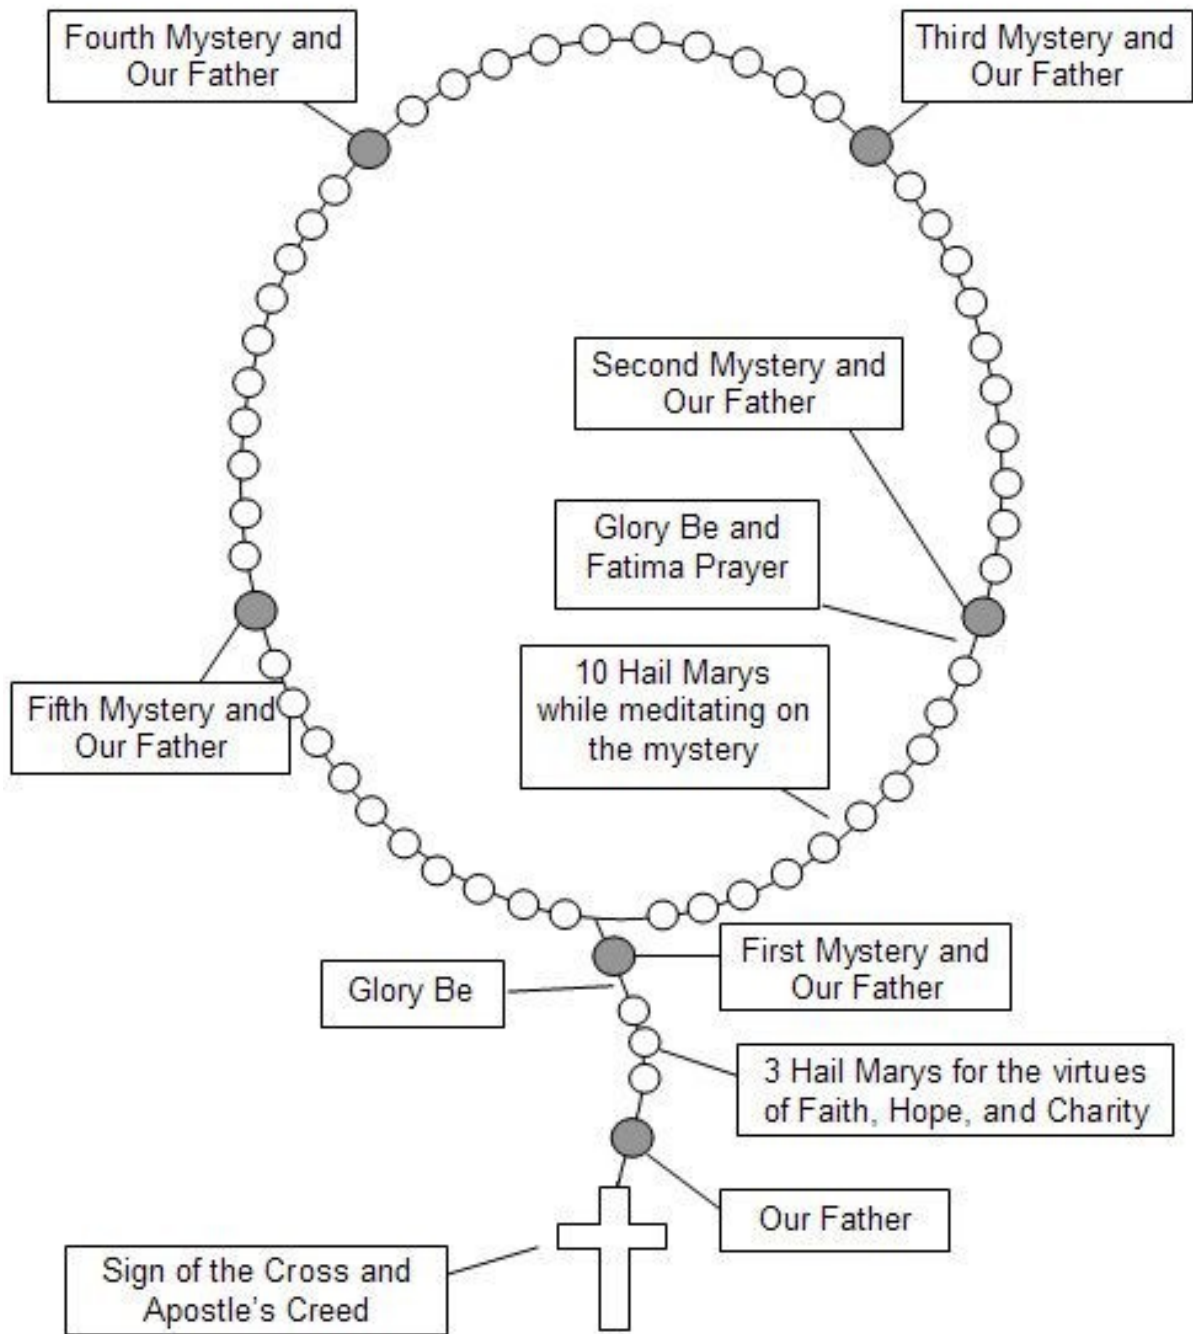 Fourth Mystery and
Our Father
Third Mystery and
Our Father
Second Mystery and
Our Father
Glory Be and
Fatima Prayer
10 Hail Marys
while meditating on
the mystery
Fifth Mystery and
Our Father
First Mystery and
Our Father
Glory Be
3 Hail Marys for the virtues
of Faith, Hope, and Charity
Our Father
Sign of the Cross and
Apostle's Creed